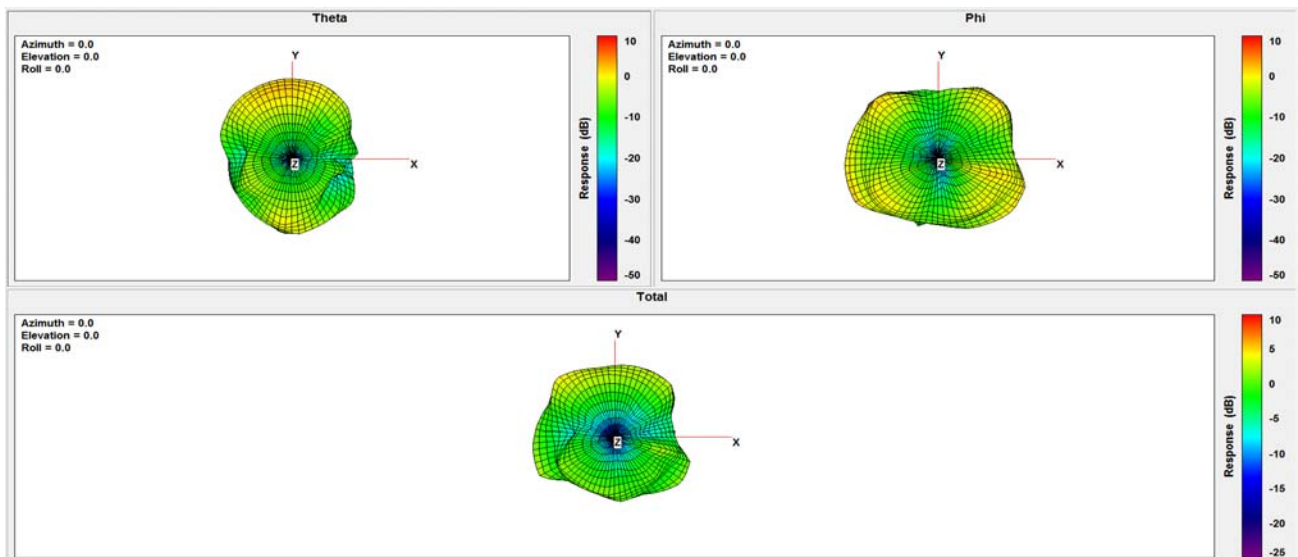 Theta
Azimuth = 0.0
Elevation = 0.0
Roll = 0.0
Y
X
Z
10
0
-10
-20
-30
-40
-50
Response (dB)
Phi
Azimuth = 0.0
Elevation = 0.0
Roll = 0.0
Y
X
Z
10
0
-10
-20
-30
-40
-50
Response (dB)
Total
Azimuth = 0.0
Elevation = 0.0
Roll = 0.0
Y
X
Z
10
5
0
-5
-10
-15
-20
-25
Response (dB)